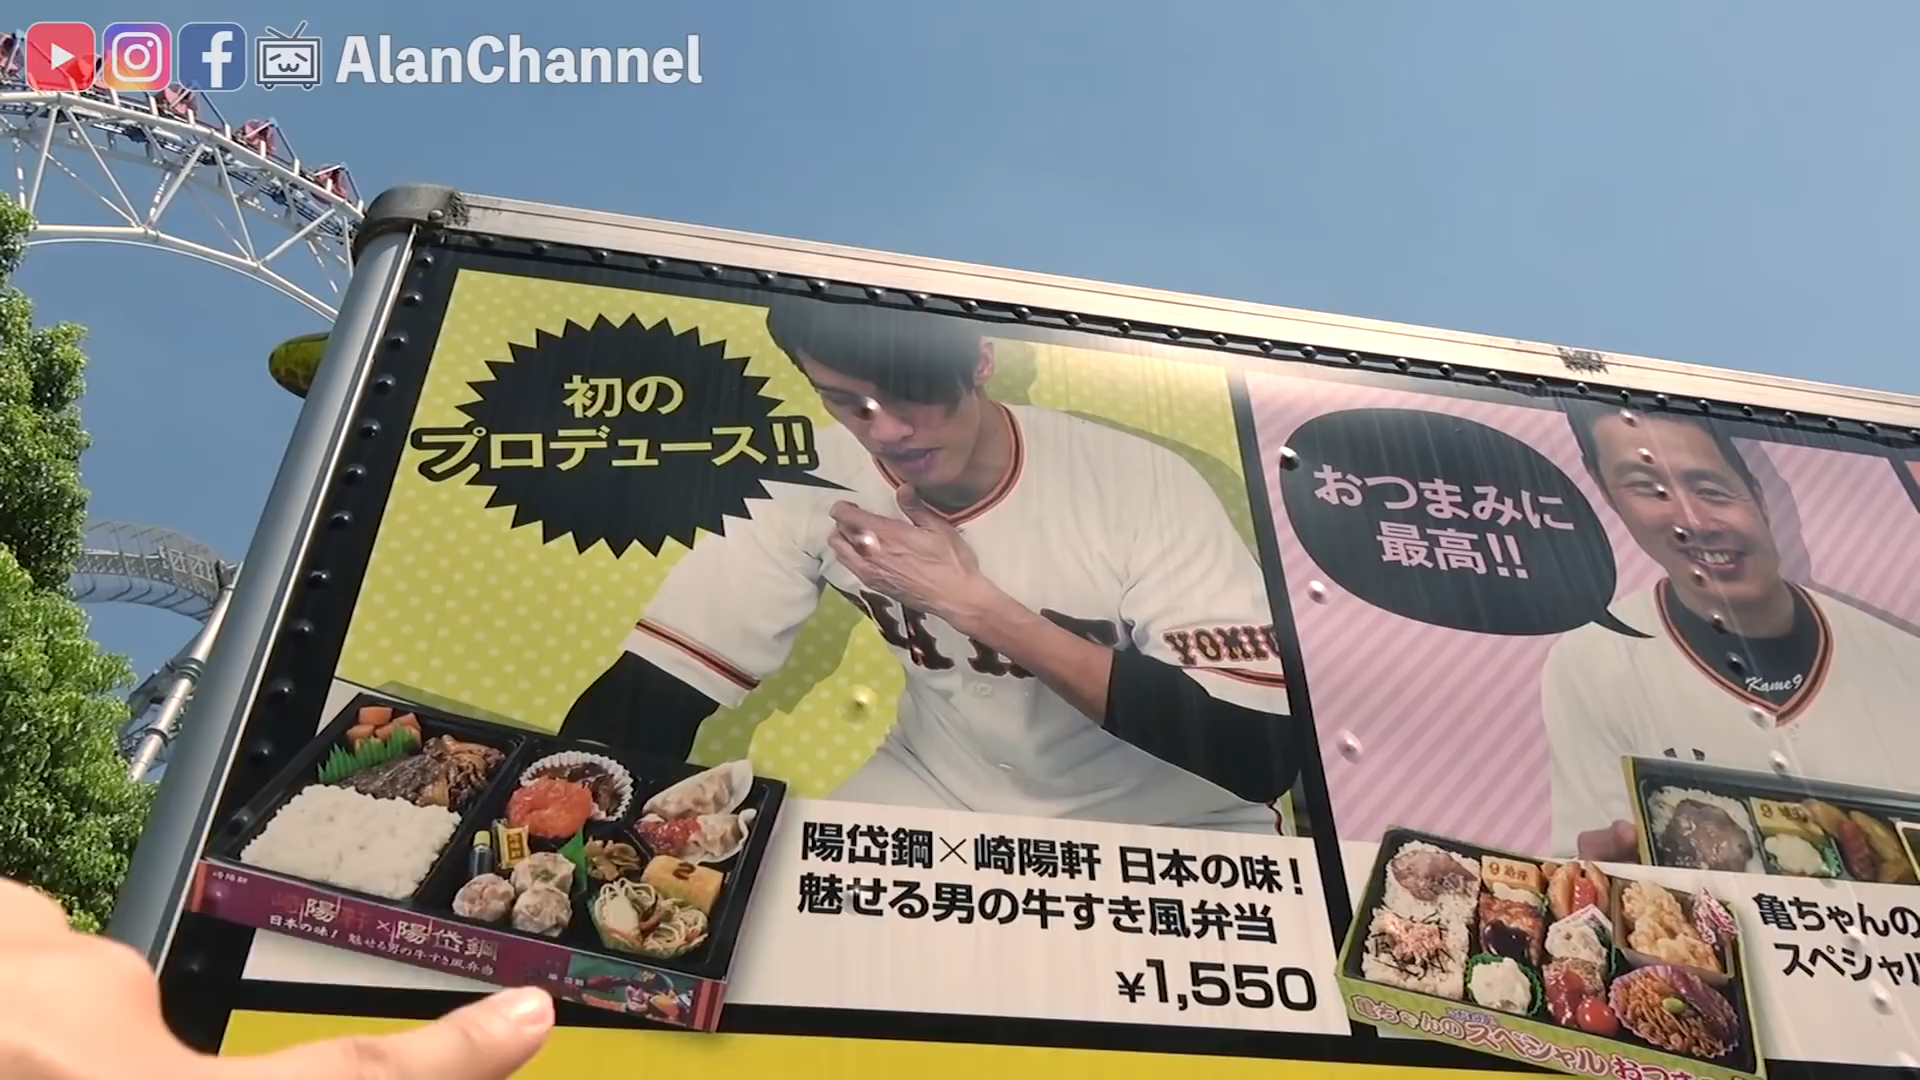 AlanChannel
初の
プロデュース!!
おつまみに
最高!!
YOMIU
Kame9
陽岱鋼×崎陽軒 日本の味!
魅せる男の牛すき風弁当
¥1,550
崎陽軒×陽岱鋼
日本の味! 魅せる男の牛すき風弁当
亀ちゃんの
スペシャル
亀ちゃんのスペシャル おつま